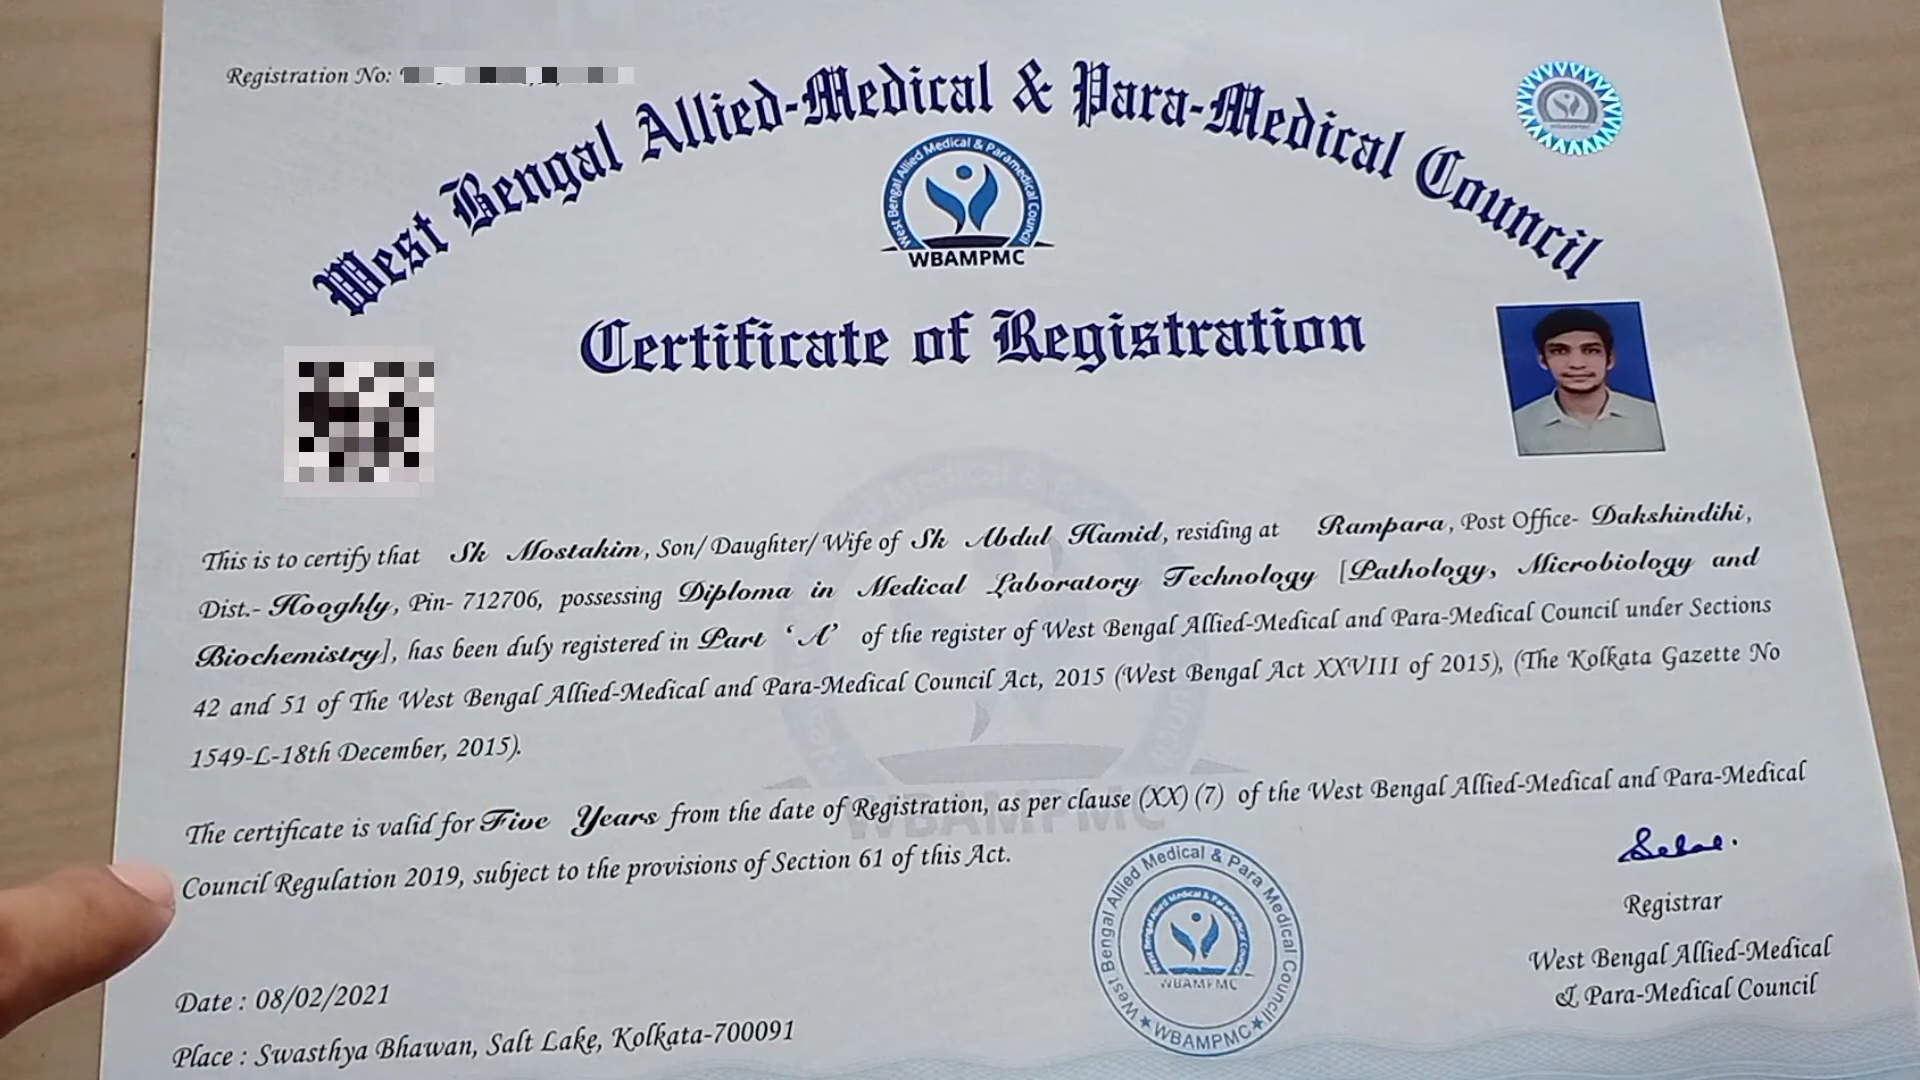 Registration No:
West Bengal Allied-Medical & Para-Medical Council
West Bengal Allied Medical & Paramedical Council
WBAMPMC
Certificate of Registration
This is to certify that Sk Mostakim, Son/Daughter/Wife of Sk Abdul Hamid, residing at Rampara, Post Office- Dakshindihi,
Dist.- Hooghly, Pin- 712706, possessing Diploma in Medical Laboratory Technology [Pathology, Microbiology and
Biochemistry], has been duly registered in Part ‘A’ of the register of West Bengal Allied-Medical and Para-Medical Council under Sections
42 and 51 of The West Bengal Allied-Medical and Para-Medical Council Act, 2015 (West Bengal Act XXVIII of 2015), (The Kolkata Gazette No
1549-L-18th December, 2015).
WBAMPMC
The certificate is valid for Five Years from the date of Registration, as per clause (XX) (7) of the West Bengal Allied-Medical and Para-Medical
Council Regulation 2019, subject to the provisions of Section 61 of this Act.
West Bengal Allied Medical & Para Medical Council
WBAMPMC
★ WBAMPMC ★
Registrar
West Bengal Allied-Medical
& Para-Medical Council
Date : 08/02/2021
Place : Swasthya Bhawan, Salt Lake, Kolkata-700091